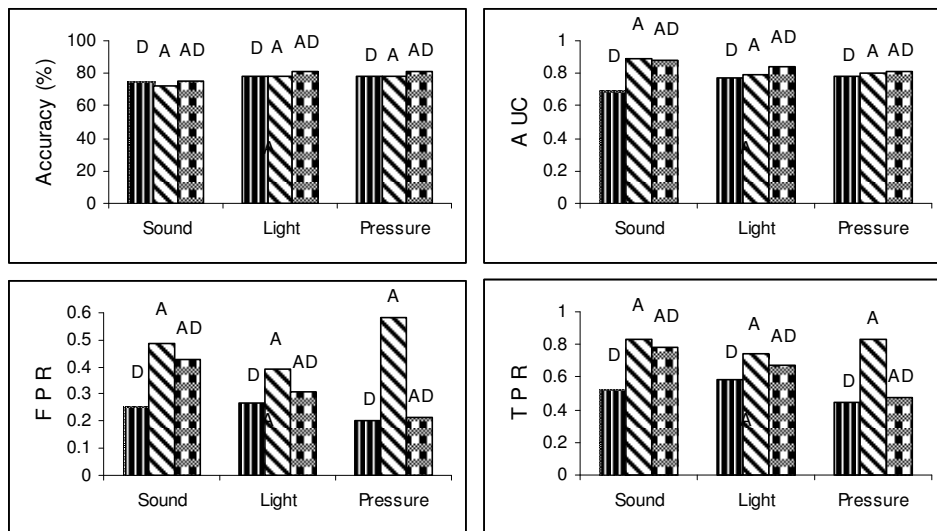 Accuracy (%)
100
80
60
40
20
0
D A AD
D A AD
D A AD
A
Sound Light Pressure
A UC
1
0.8
0.6
0.4
0.2
0
D A AD
D A AD
D A AD
A
Sound Light Pressure
F P R
0.6
0.5
0.4
0.3
0.2
0.1
0
D A AD
D A AD
D A AD
A
Sound Light Pressure
T P R
1
0.8
0.6
0.4
0.2
0
D A AD
D A AD
D A AD
A
Sound Light Pressure